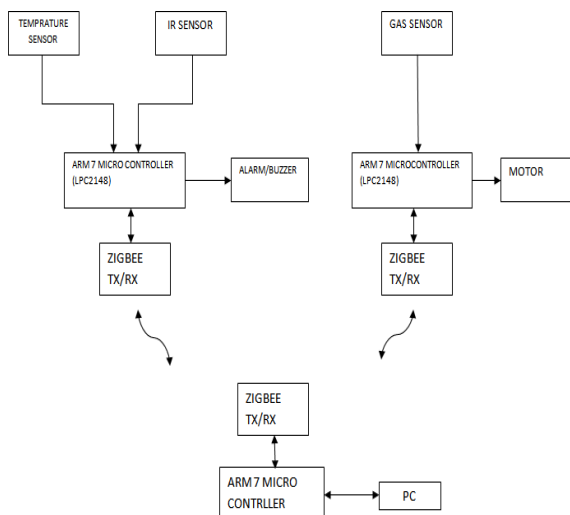 TEMPRATURE
SENSOR
IR SENSOR
GAS SENSOR
ARM 7 MICRO CONTROLLER
(LPC2148)
ALARM/BUZZER
ARM 7 MICROCONTROLLER
(LPC2148)
MOTOR
ZIGBEE
TX/RX
ZIGBEE
TX/RX
ZIGBEE
TX/RX
ARM 7 MICRO
CONTRLLER
PC